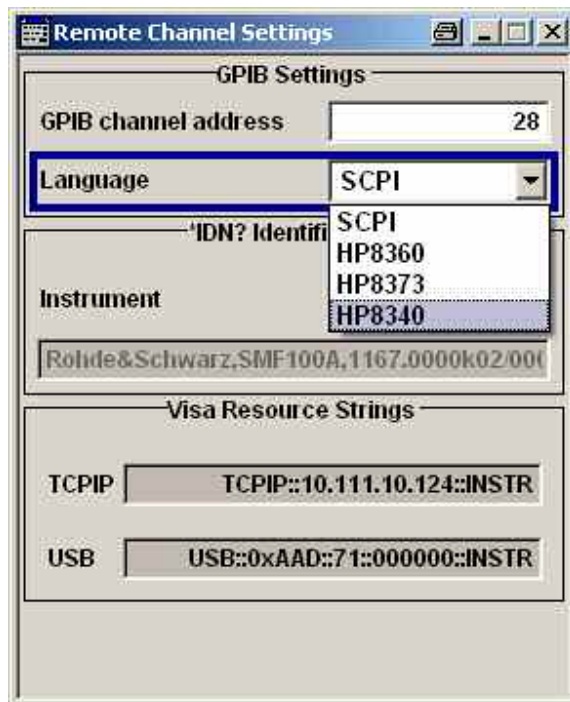 Remote Channel Settings
GPIB Settings
GPIB channel address 28
Language SCPI
SCPI
HP8360
HP8373
HP8340
*IDN?
Instrument
Rohde&Schwarz,SMF100A,1167.0000k02/
Visa Resource Strings
TCPIP TCPIP::10.111.10.124::INSTR
USB USB::0xAAD::71::000000::INSTR